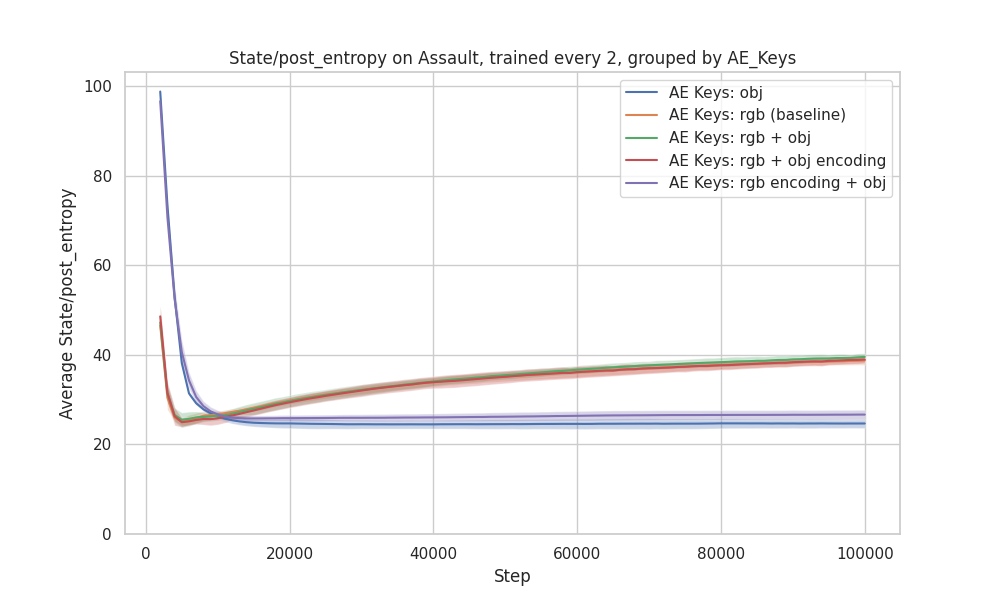 State/post_entropy on Assault, trained every 2, grouped by AE_Keys
AE Keys: obj
AE Keys: rgb (baseline)
AE Keys: rgb + obj
AE Keys: rgb + obj encoding
AE Keys: rgb encoding + obj
Average State/post_entropy
100
80
60
40
20
0
0
20000
40000
60000
80000
100000
Step